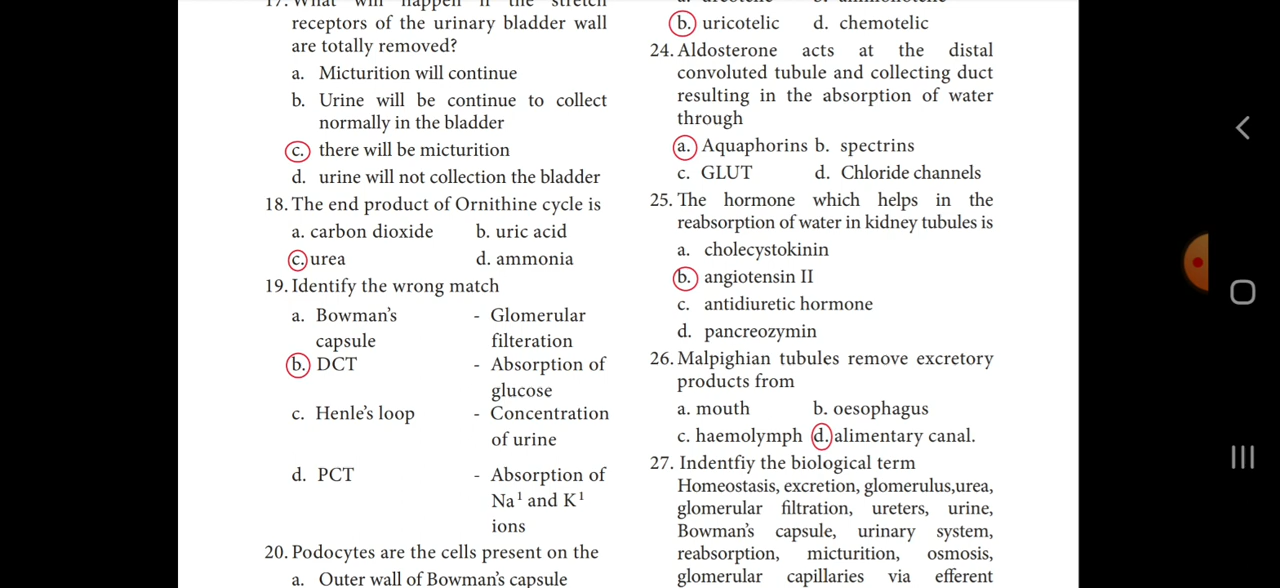 17. What will happen if the stretch
receptors of the urinary bladder wall
are totally removed?
a. Micturition will continue
b. Urine will be continue to collect
normally in the bladder
c. there will be micturition
d. urine will not collection the bladder
18. The end product of Ornithine cycle is
a. carbon dioxide b. uric acid
c. urea d. ammonia
19. Identify the wrong match
a. Bowman's - Glomerular
capsule filteration
b. DCT - Absorption of
glucose
c. Henle's loop - Concentration
of urine
d. PCT - Absorption of
Na¹ and K¹
ions
20. Podocytes are the cells present on the
a. Outer wall of Bowman's capsule
b. uricotelic d. chemotelic
24. Aldosterone acts at the distal
convoluted tubule and collecting duct
resulting in the absorption of water
through
a. Aquaphorins b. spectrins
c. GLUT d. Chloride channels
25. The hormone which helps in the
reabsorption of water in kidney tubules is
a. cholecystokinin
b. angiotensin II
c. antidiuretic hormone
d. pancreozymin
26. Malpighian tubules remove excretory
products from
a. mouth b. oesophagus
c. haemolymph d. alimentary canal.
27. Indentfiy the biological term
Homeostasis, excretion, glomerulus,urea,
glomerular filtration, ureters, urine,
Bowman's capsule, urinary system,
reabsorption, micturition, osmosis,
glomerular capillaries via efferent